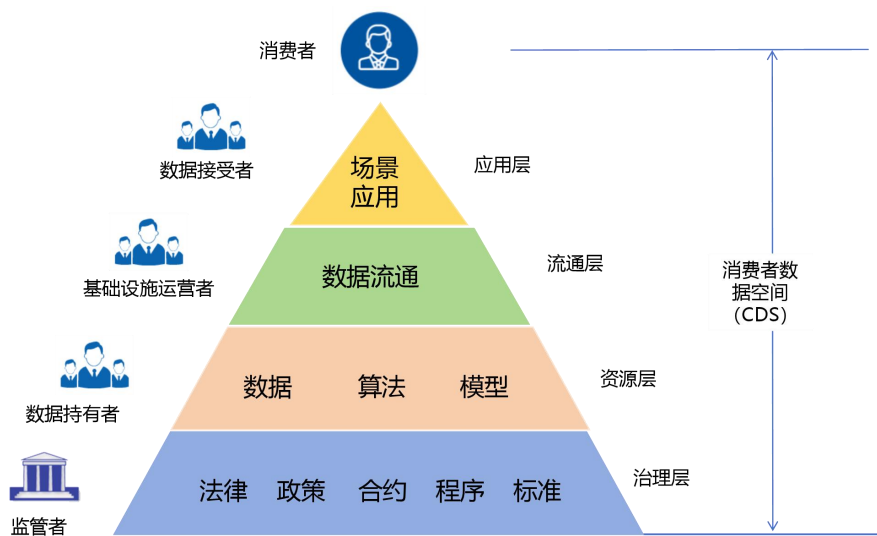 消费者
数据接受者
场景
应用
应用层
基础设施运营者
数据流通
流通层
消费者数
据空间
（CDS）
数据持有者
数据 算法 模型
资源层
监管者
法律 政策 合约 程序 标准
治理层